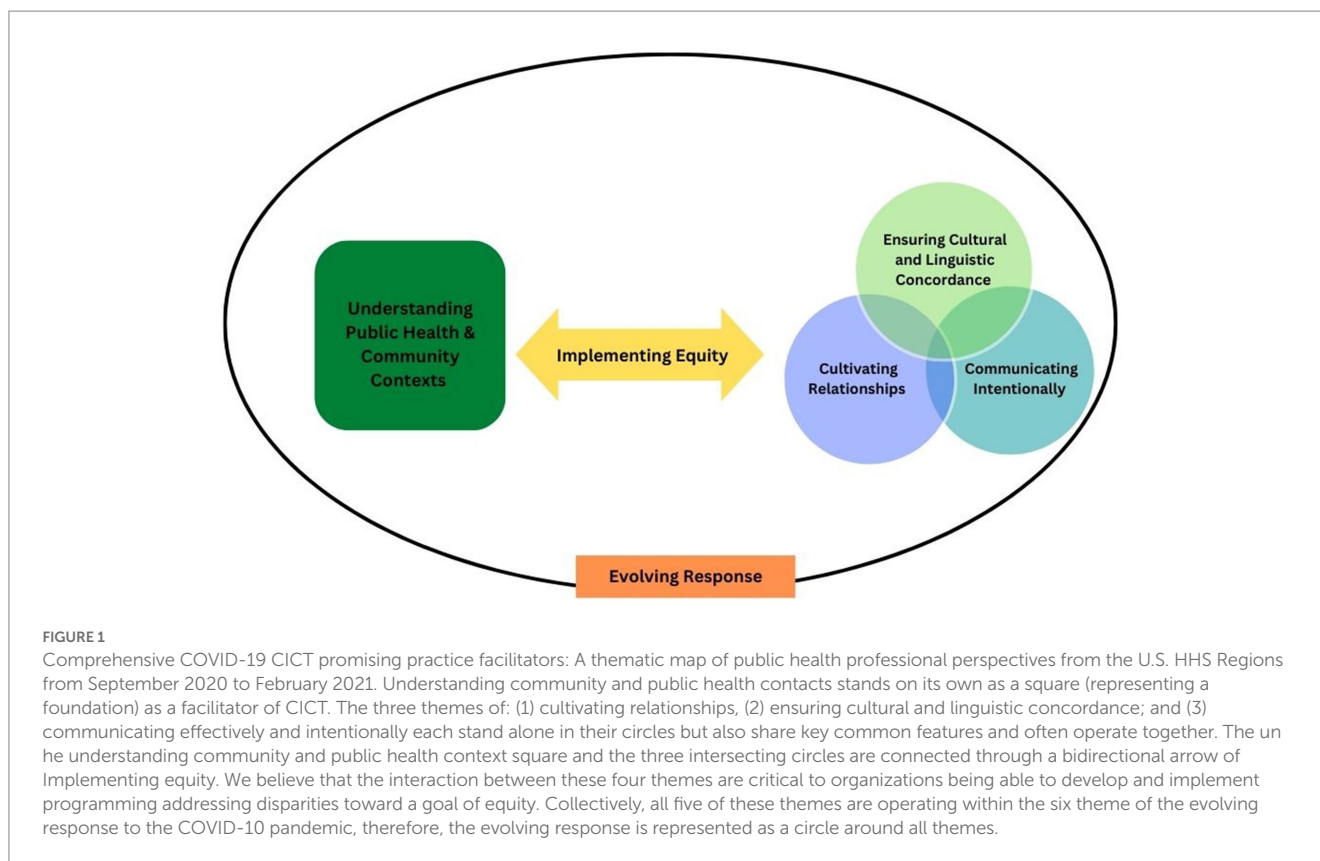 Understanding
Public Health &
Community
Contexts
Implementing Equity
Ensuring Cultural
and Linguistic
Concordance
Cultivating
Relationships
Communicating
Intentionally
Evolving Response
FIGURE 1
Comprehensive COVID-19 CICT promising practice facilitators: A thematic map of public health professional perspectives from the U.S. HHS Regions
from September 2020 to February 2021. Understanding community and public health contacts stands on its own as a square (representing a
foundation) as a facilitator of CICT. The three themes of: (1) cultivating relationships, (2) ensuring cultural and linguistic concordance; and (3)
communicating effectively and intentionally each stand alone in their circles but also share key common features and often operate together. The un
he understanding community and public health context square and the three intersecting circles are connected through a bidirectional arrow of
Implementing equity. We believe that the interaction between these four themes are critical to organizations being able to develop and implement
programming addressing disparities toward a goal of equity. Collectively, all five of these themes are operating within the six theme of the evolving
response to the COVID-10 pandemic, therefore, the evolving response is represented as a circle around all themes.